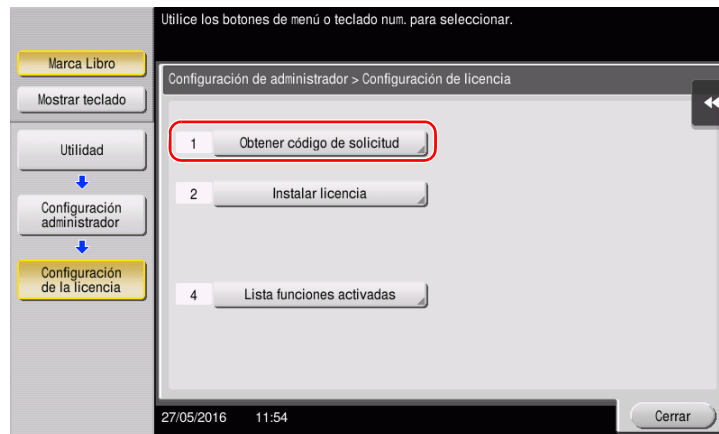 Utilice los botones de menú o teclado num. para seleccionar.
Marca Libro
Mostrar teclado
Utilidad
Configuración
administrador
Configuración
de la licencia
Configuración de administrador > Configuración de licencia
1 Obtener código de solicitud
2 Instalar licencia
4 Lista funciones activadas
27/05/2016 11:54
Cerrar